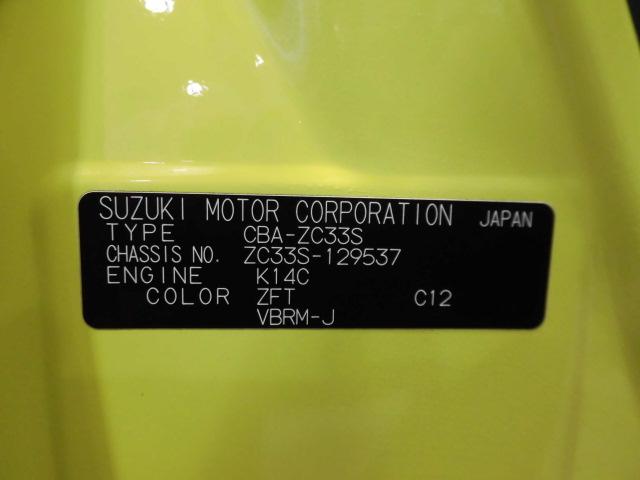 SUZUKI MOTOR CORPORATION JAPAN
TYPE CBA-ZC33S
CHASSIS NO. ZC33S-129537
ENGINE K14C
COLOR ZFT C12
VBRM-J